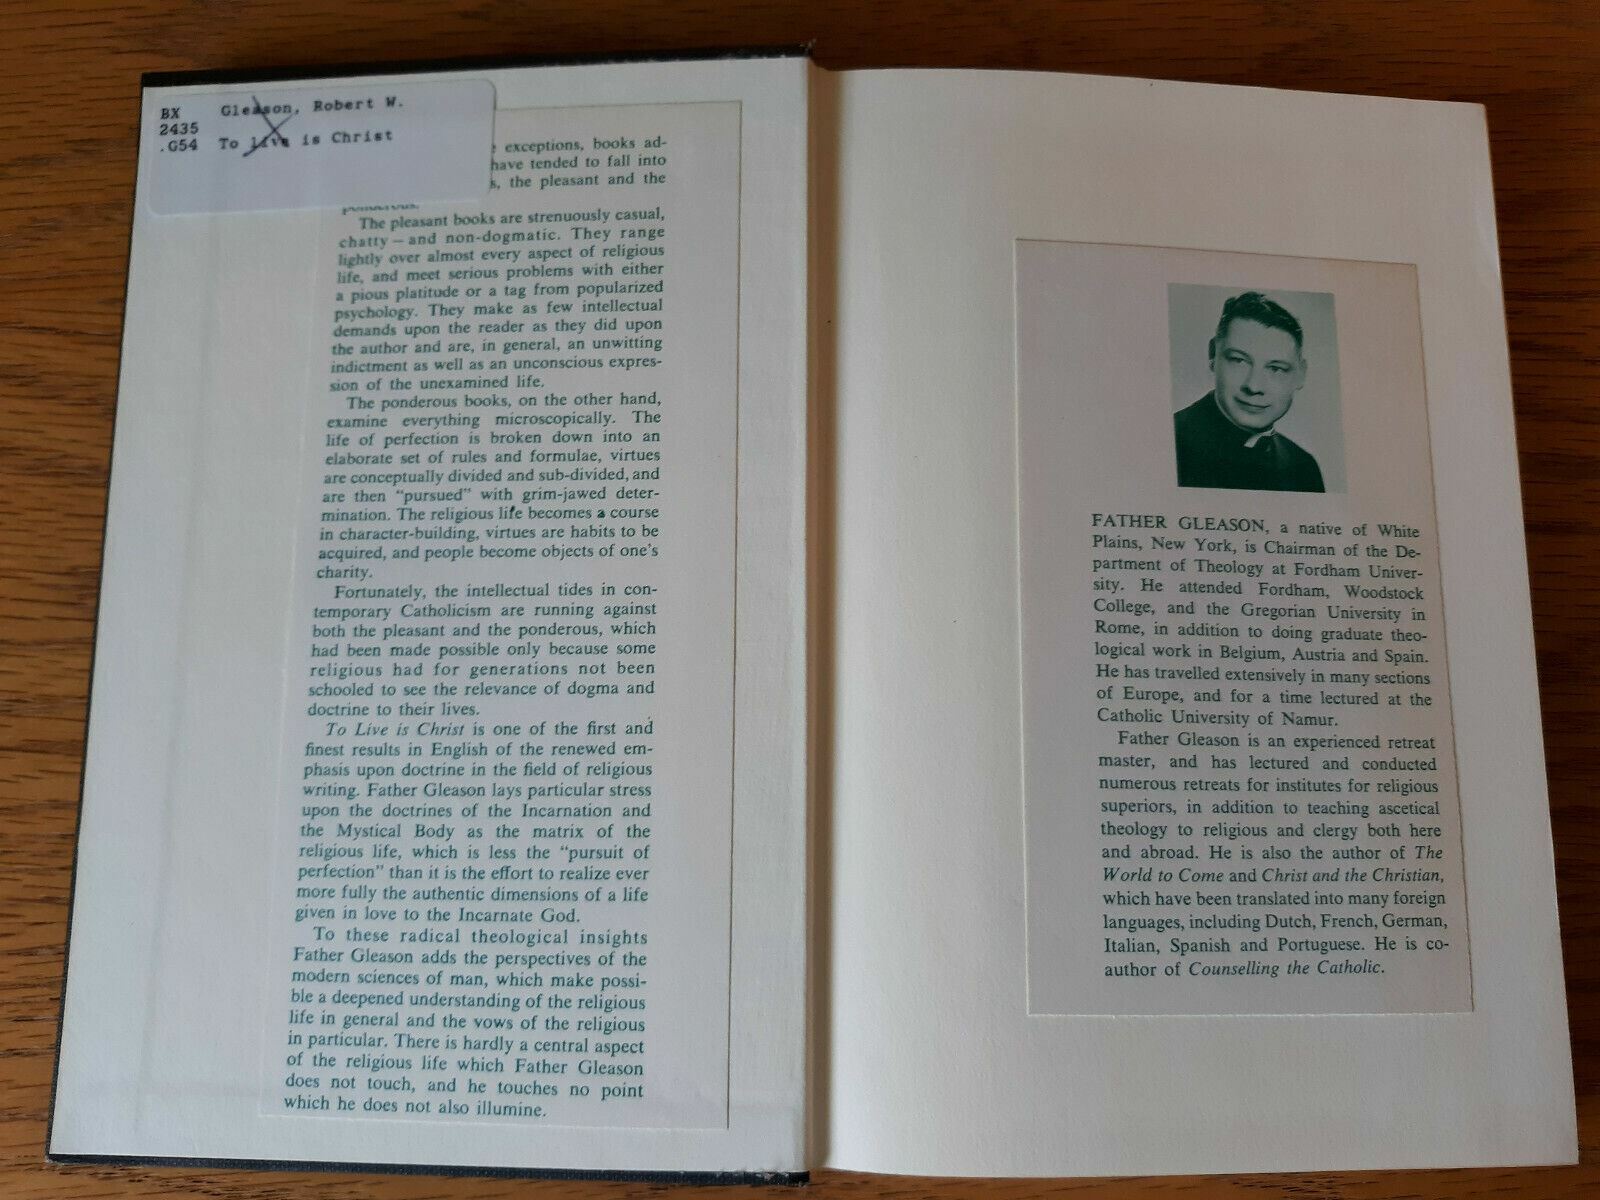 BX Gleason, Robert W.
2435
.G54 To Live is Christ
exceptions, books ad-
have tended to fall into
the pleasant and the
ponderous.
The pleasant books are strenuously casual,
chatty — and non-dogmatic. They range
lightly over almost every aspect of religious
life, and meet serious problems with either
a pious platitude or a tag from popularized
psychology. They make as few intellectual
demands upon the reader as they did upon
the author and are, in general, an unwitting
indictment as well as an unconscious expres-
sion of the unexamined life.
The ponderous books, on the other hand,
examine everything microscopically. The
life of perfection is broken down into an
elaborate set of rules and formulae, virtues
are conceptually divided and sub-divided, and
are then "pursued" with grim-jawed deter-
mination. The religious life becomes a course
in character-building, virtues are habits to be
acquired, and people become objects of one's
charity.
Fortunately, the intellectual tides in con-
temporary Catholicism are running against
both the pleasant and the ponderous, which
had been made possible only because some
religious had for generations not been
schooled to see the relevance of dogma and
doctrine to their lives.
To Live is Christ is one of the first and
finest results in English of the renewed em-
phasis upon doctrine in the field of religious
writing. Father Gleason lays particular stress
upon the doctrines of the Incarnation and
the Mystical Body as the matrix of the
religious life, which is less the "pursuit of
perfection" than it is the effort to realize ever
more fully the authentic dimensions of a life
given in love to the Incarnate God.
To these radical theological insights
Father Gleason adds the perspectives of the
modern sciences of man, which make possi-
ble a deepened understanding of the religious
life in general and the vows of the religious
in particular. There is hardly a central aspect
of the religious life which Father Gleason
does not touch, and he touches no point
which he does not also illumine.
FATHER GLEASON, a native of White
Plains, New York, is Chairman of the De-
partment of Theology at Fordham Univer-
sity. He attended Fordham, Woodstock
College, and the Gregorian University in
Rome, in addition to doing graduate theo-
logical work in Belgium, Austria and Spain.
He has travelled extensively in many sections
of Europe, and for a time lectured at the
Catholic University of Namur.
Father Gleason is an experienced retreat
master, and has lectured and conducted
numerous retreats for institutes for religious
superiors, in addition to teaching ascetical
theology to religious and clergy both here
and abroad. He is also the author of The
World to Come and Christ and the Christian,
which have been translated into many foreign
languages, including Dutch, French, German,
Italian, Spanish and Portuguese. He is co-
author of Counselling the Catholic.